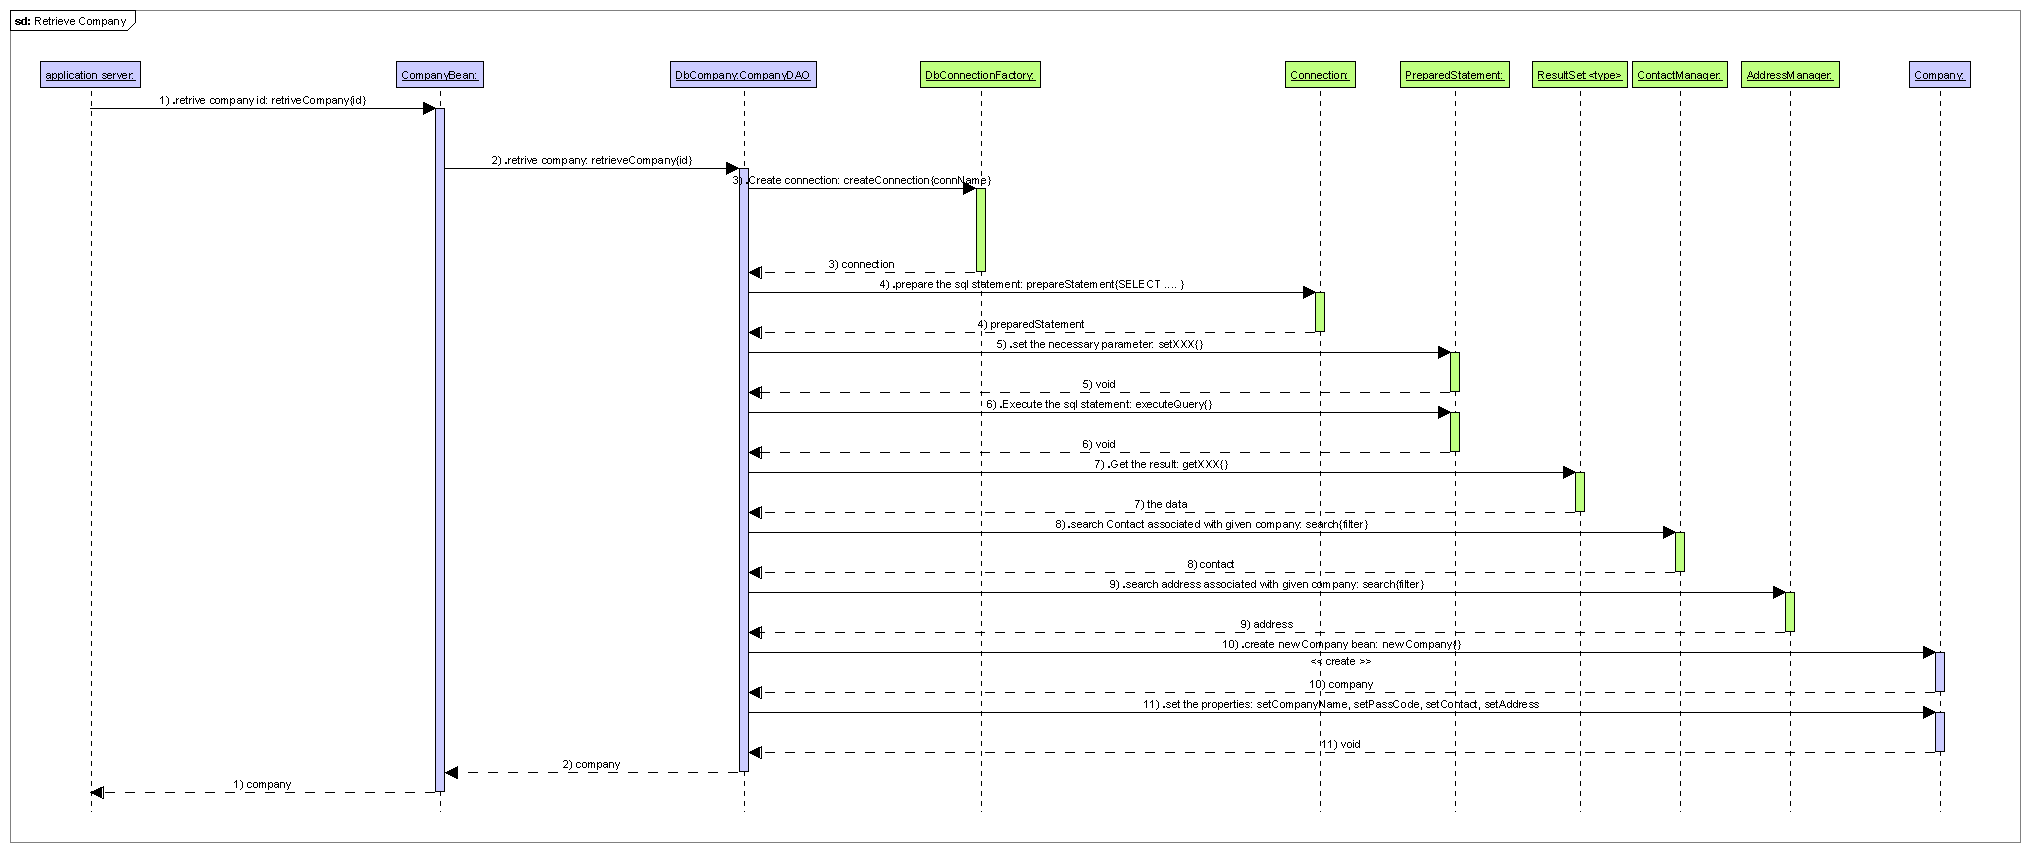 sd: Retrieve Company
application server: CompanyBean: DbCompany:CompanyDAO DbConnectionFactory: Connection: PreparedStatement: ResultSet <type> ContactManager: AddressManager: Company:
1) .retrive company id: retriveCompany{id}
2) .retrive company: retrieveCompany{id}
3) .Create connection: createConnection{connName}
3) connection
4) .prepare the sql statement: prepareStatement{SELECT .... }
4) preparedStatement
5) .set the necessary parameter: setXXX{}
5) void
6) .Execute the sql statement: executeQuery{}
6) void
7) .Get the result: getXXX{}
7) the data
8) .search Contact associated with given company: search{filter}
8) contact
9) .search address associated with given company: search{filter}
9) address
10) .create new Company bean: new Company{}
<< create >>
10) company
11) .set the properties: setCompanyName, setPassCode, setContact, setAddress
11) void
2) company
1) company